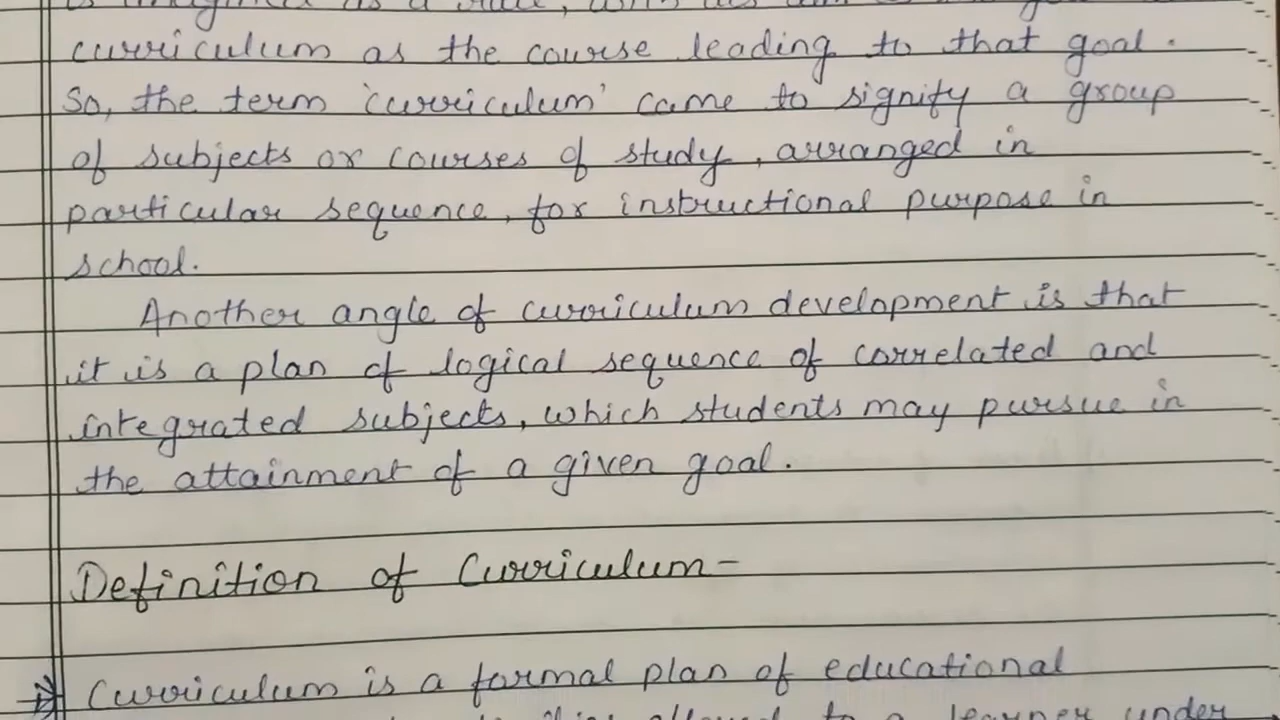 curriculum as the course leading to that goal.
So, the term 'curriculum' came to signify a group
of subjects or courses of study, arranged in
particular sequence, for instructional purpose in
school.
Another angle of curriculum development is that
it is a plan of logical sequence of correlated and
integrated subjects, which students may pursue in
the attainment of a given goal.
Definition of Curriculum-
Curriculum is a formal plan of educational
to a learner under